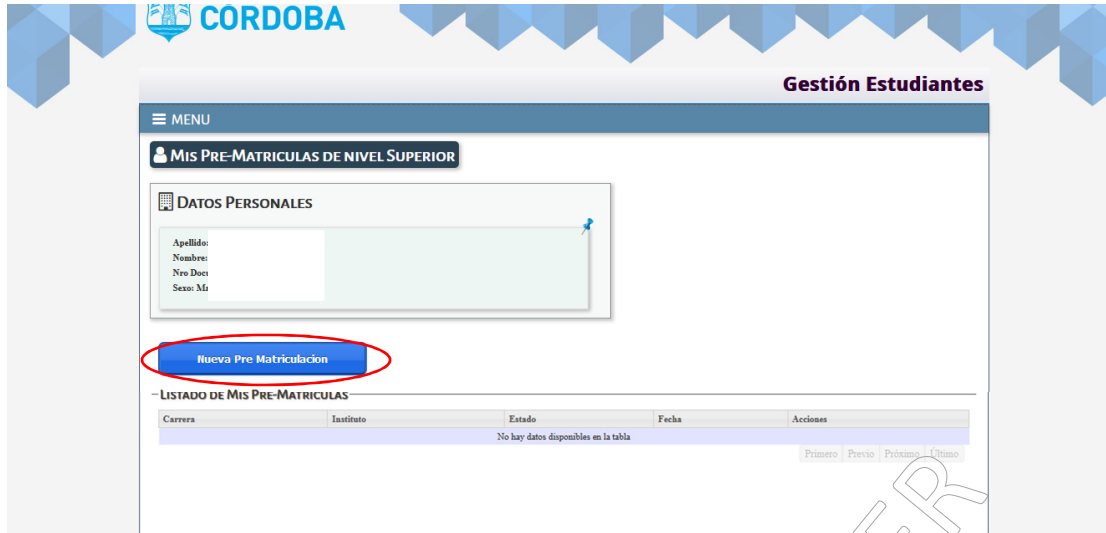 CÓRDOBA
Gestión Estudiantes
MENU
MIS PRE-MATRICULAS DE NIVEL SUPERIOR
DATOS PERSONALES
Apellido:
Nombre:
Nro
Sexo:
Nueva Pre Matriculacion
LISTADO DE MIS PRE-MATRICULAS
Carrera Instituto Estado Fecha Acciones
No hay datos disponibles en la tabla
Primero Previo Próximo Último
ER